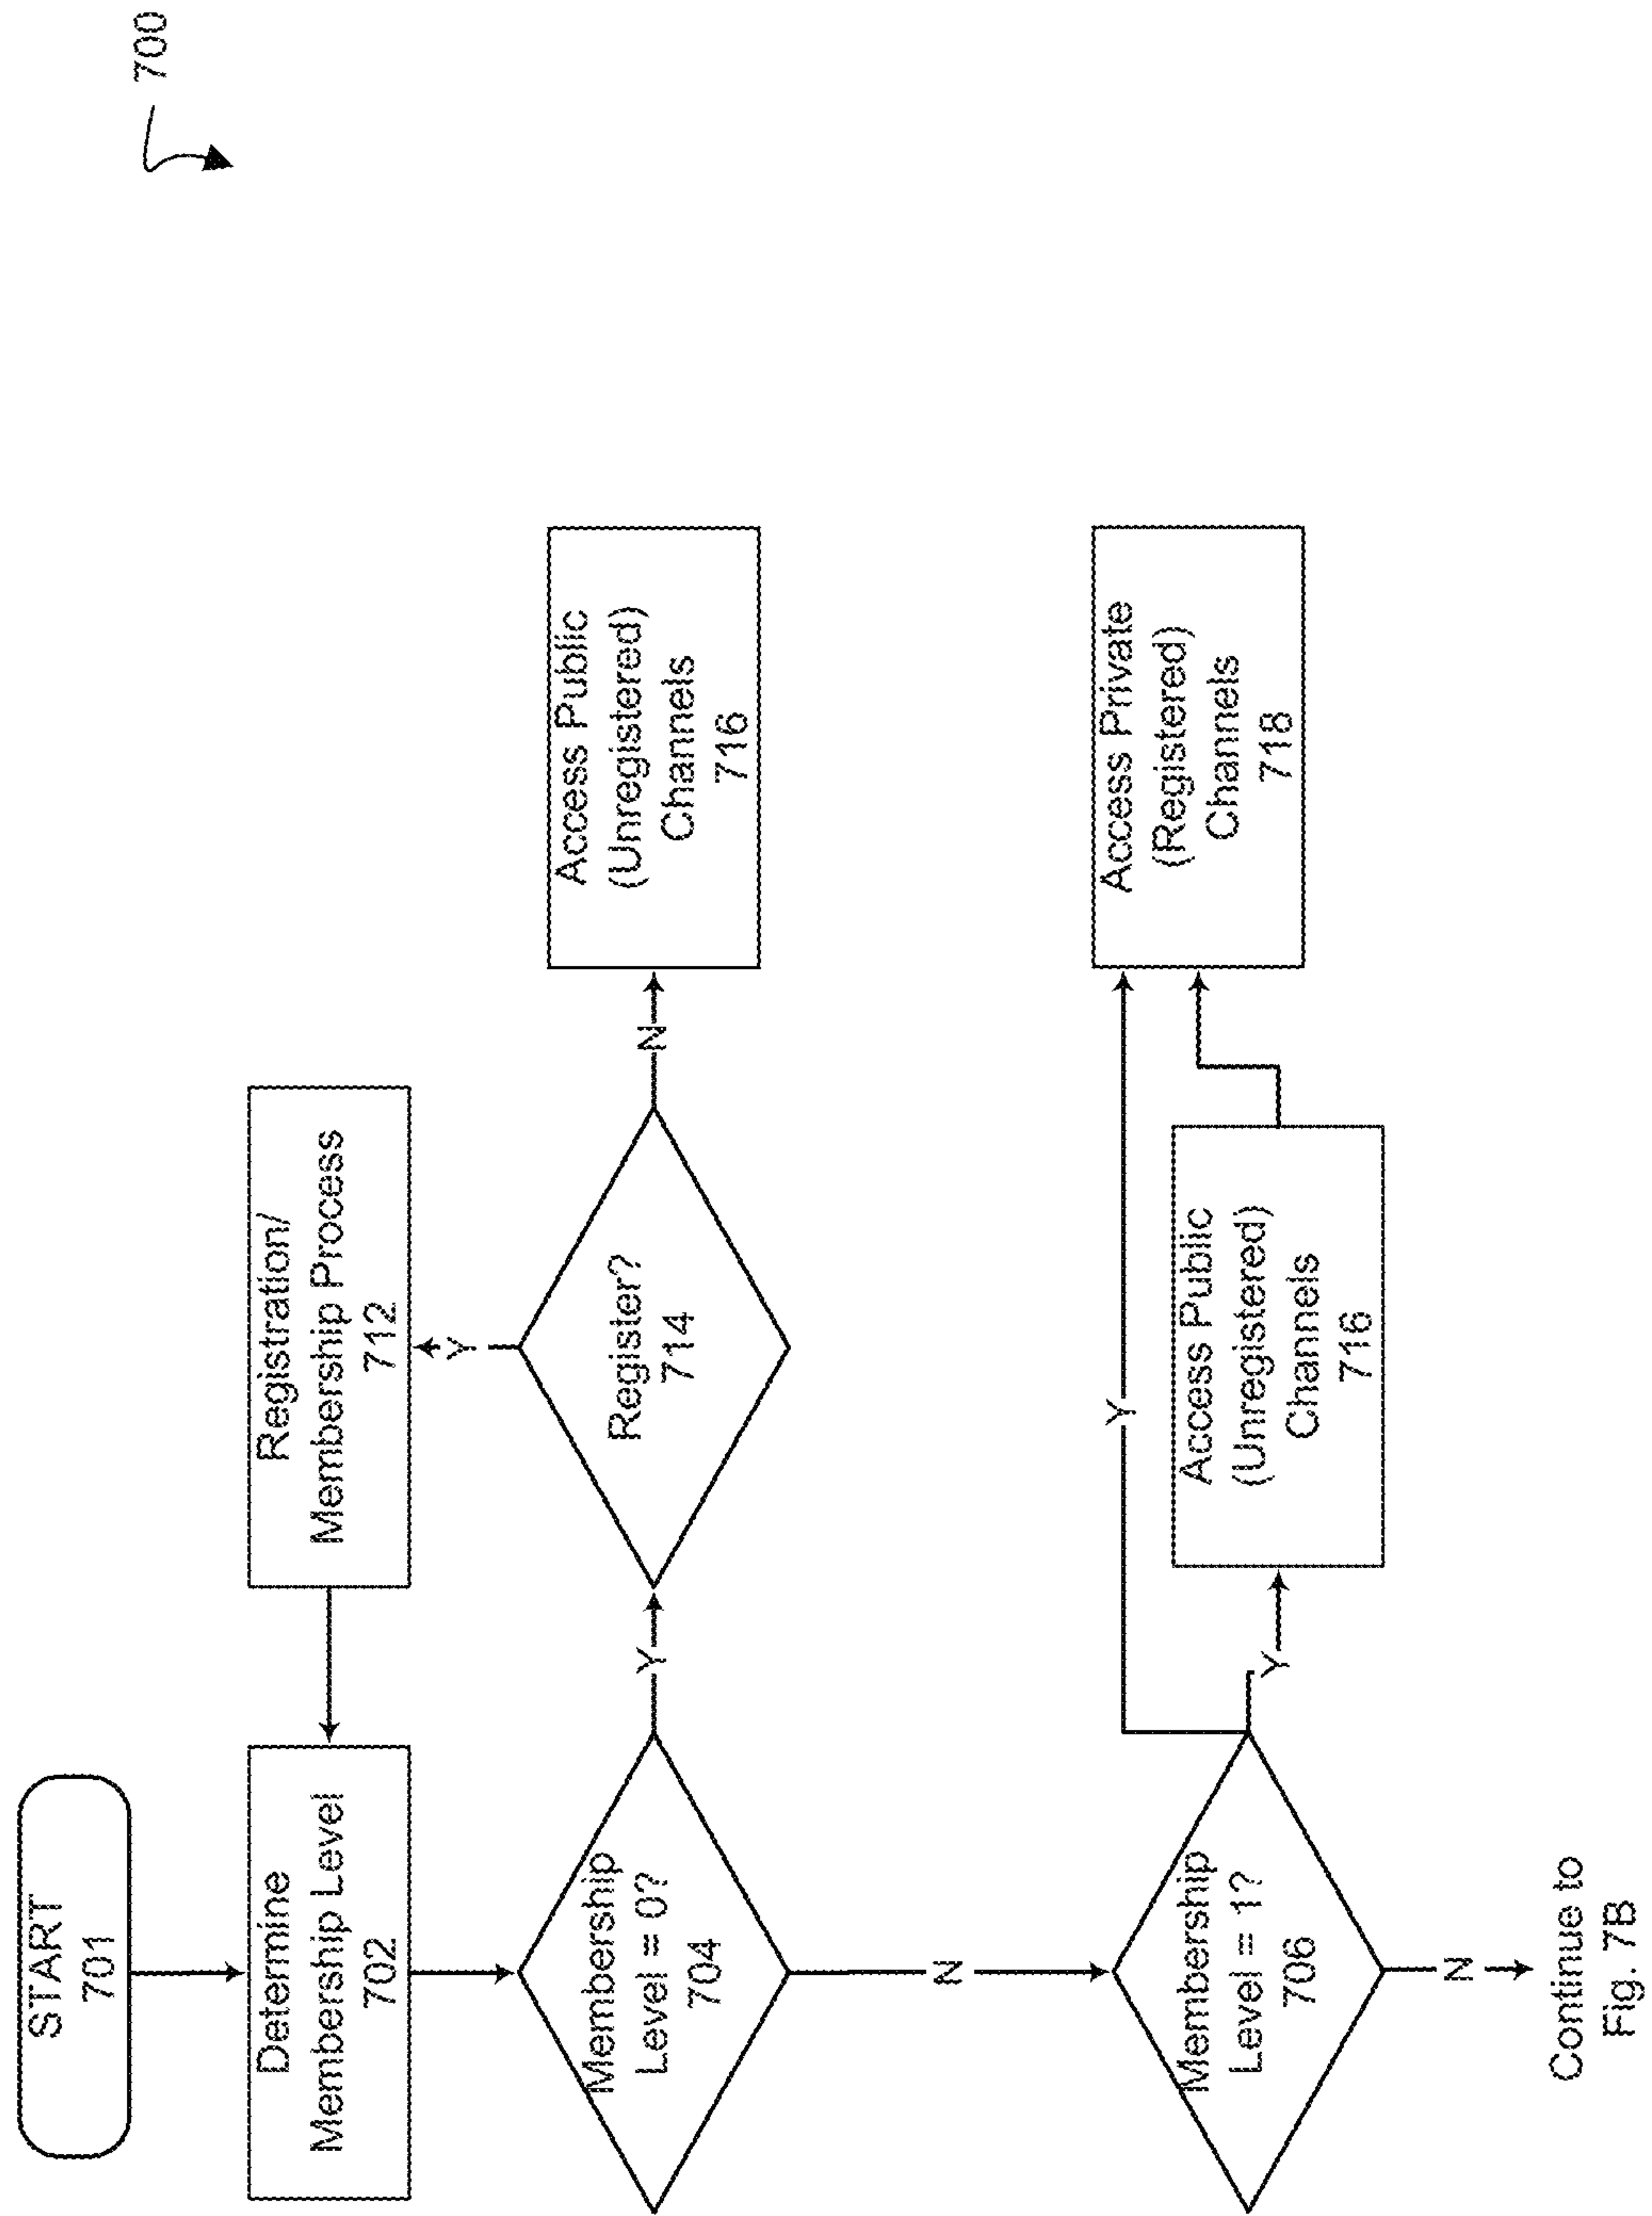 700
START
701
Determine
Membership Level
702
Registration/
Membership Process
712
Membership
Level = 0?
704
Y
Register?
714
Y
N
Access Public
(Unregistered)
Channels
716
N
Membership
Level = 1?
706
Y
Y
Access Public
(Unregistered)
Channels
716
Access Private
(Registered)
Channels
718
N
Continue to
Fig. 7B